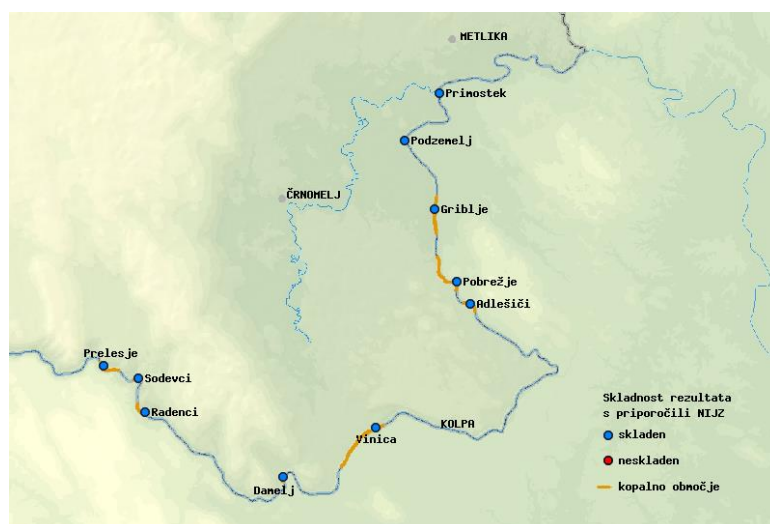 METLIKA
Primostek
Podzemelj
ČRNOMELJ
Griblje
Pobrežje
Adlešiči
Prelesje
Sodevci
Radenci
Skladnost rezultata
s priporočili NIJZ
KOLPA
Vinica
skladen
neskladen
Damelj
kopalno območje